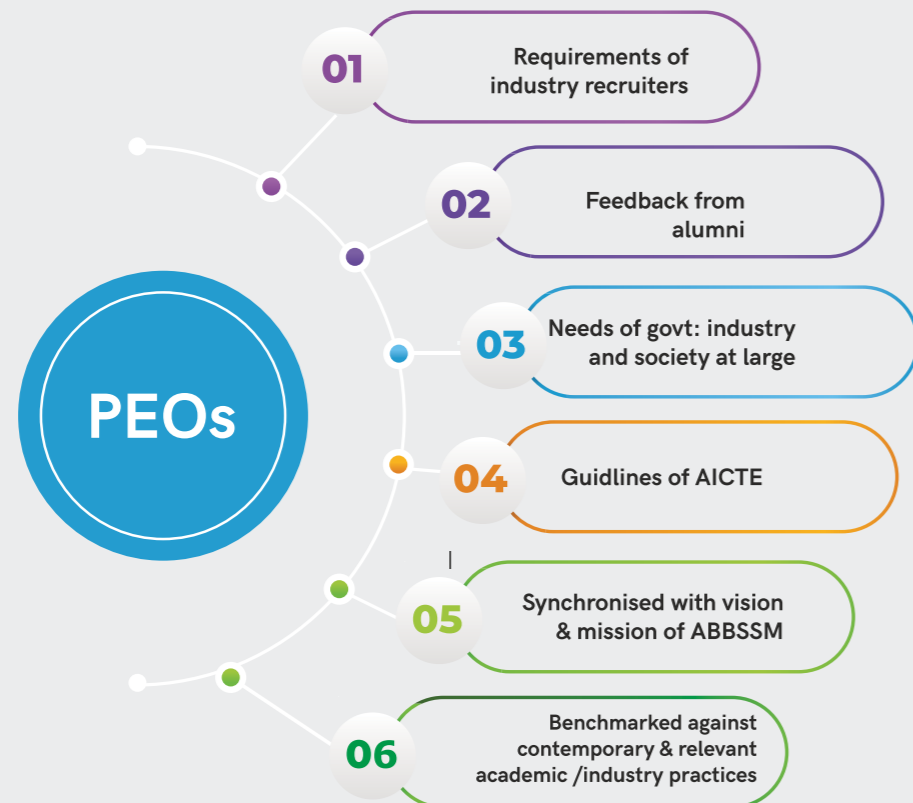 01
Requirements of
industry recruiters
02
Feedback from
alumni
PEOs
03
Needs of govt: industry
and society at large
04
Guidlines of AICTE
05
Synchronised with vision
& mission of ABBSSM
06
Benchmarked against
contemporary & relevant
academic /industry practices